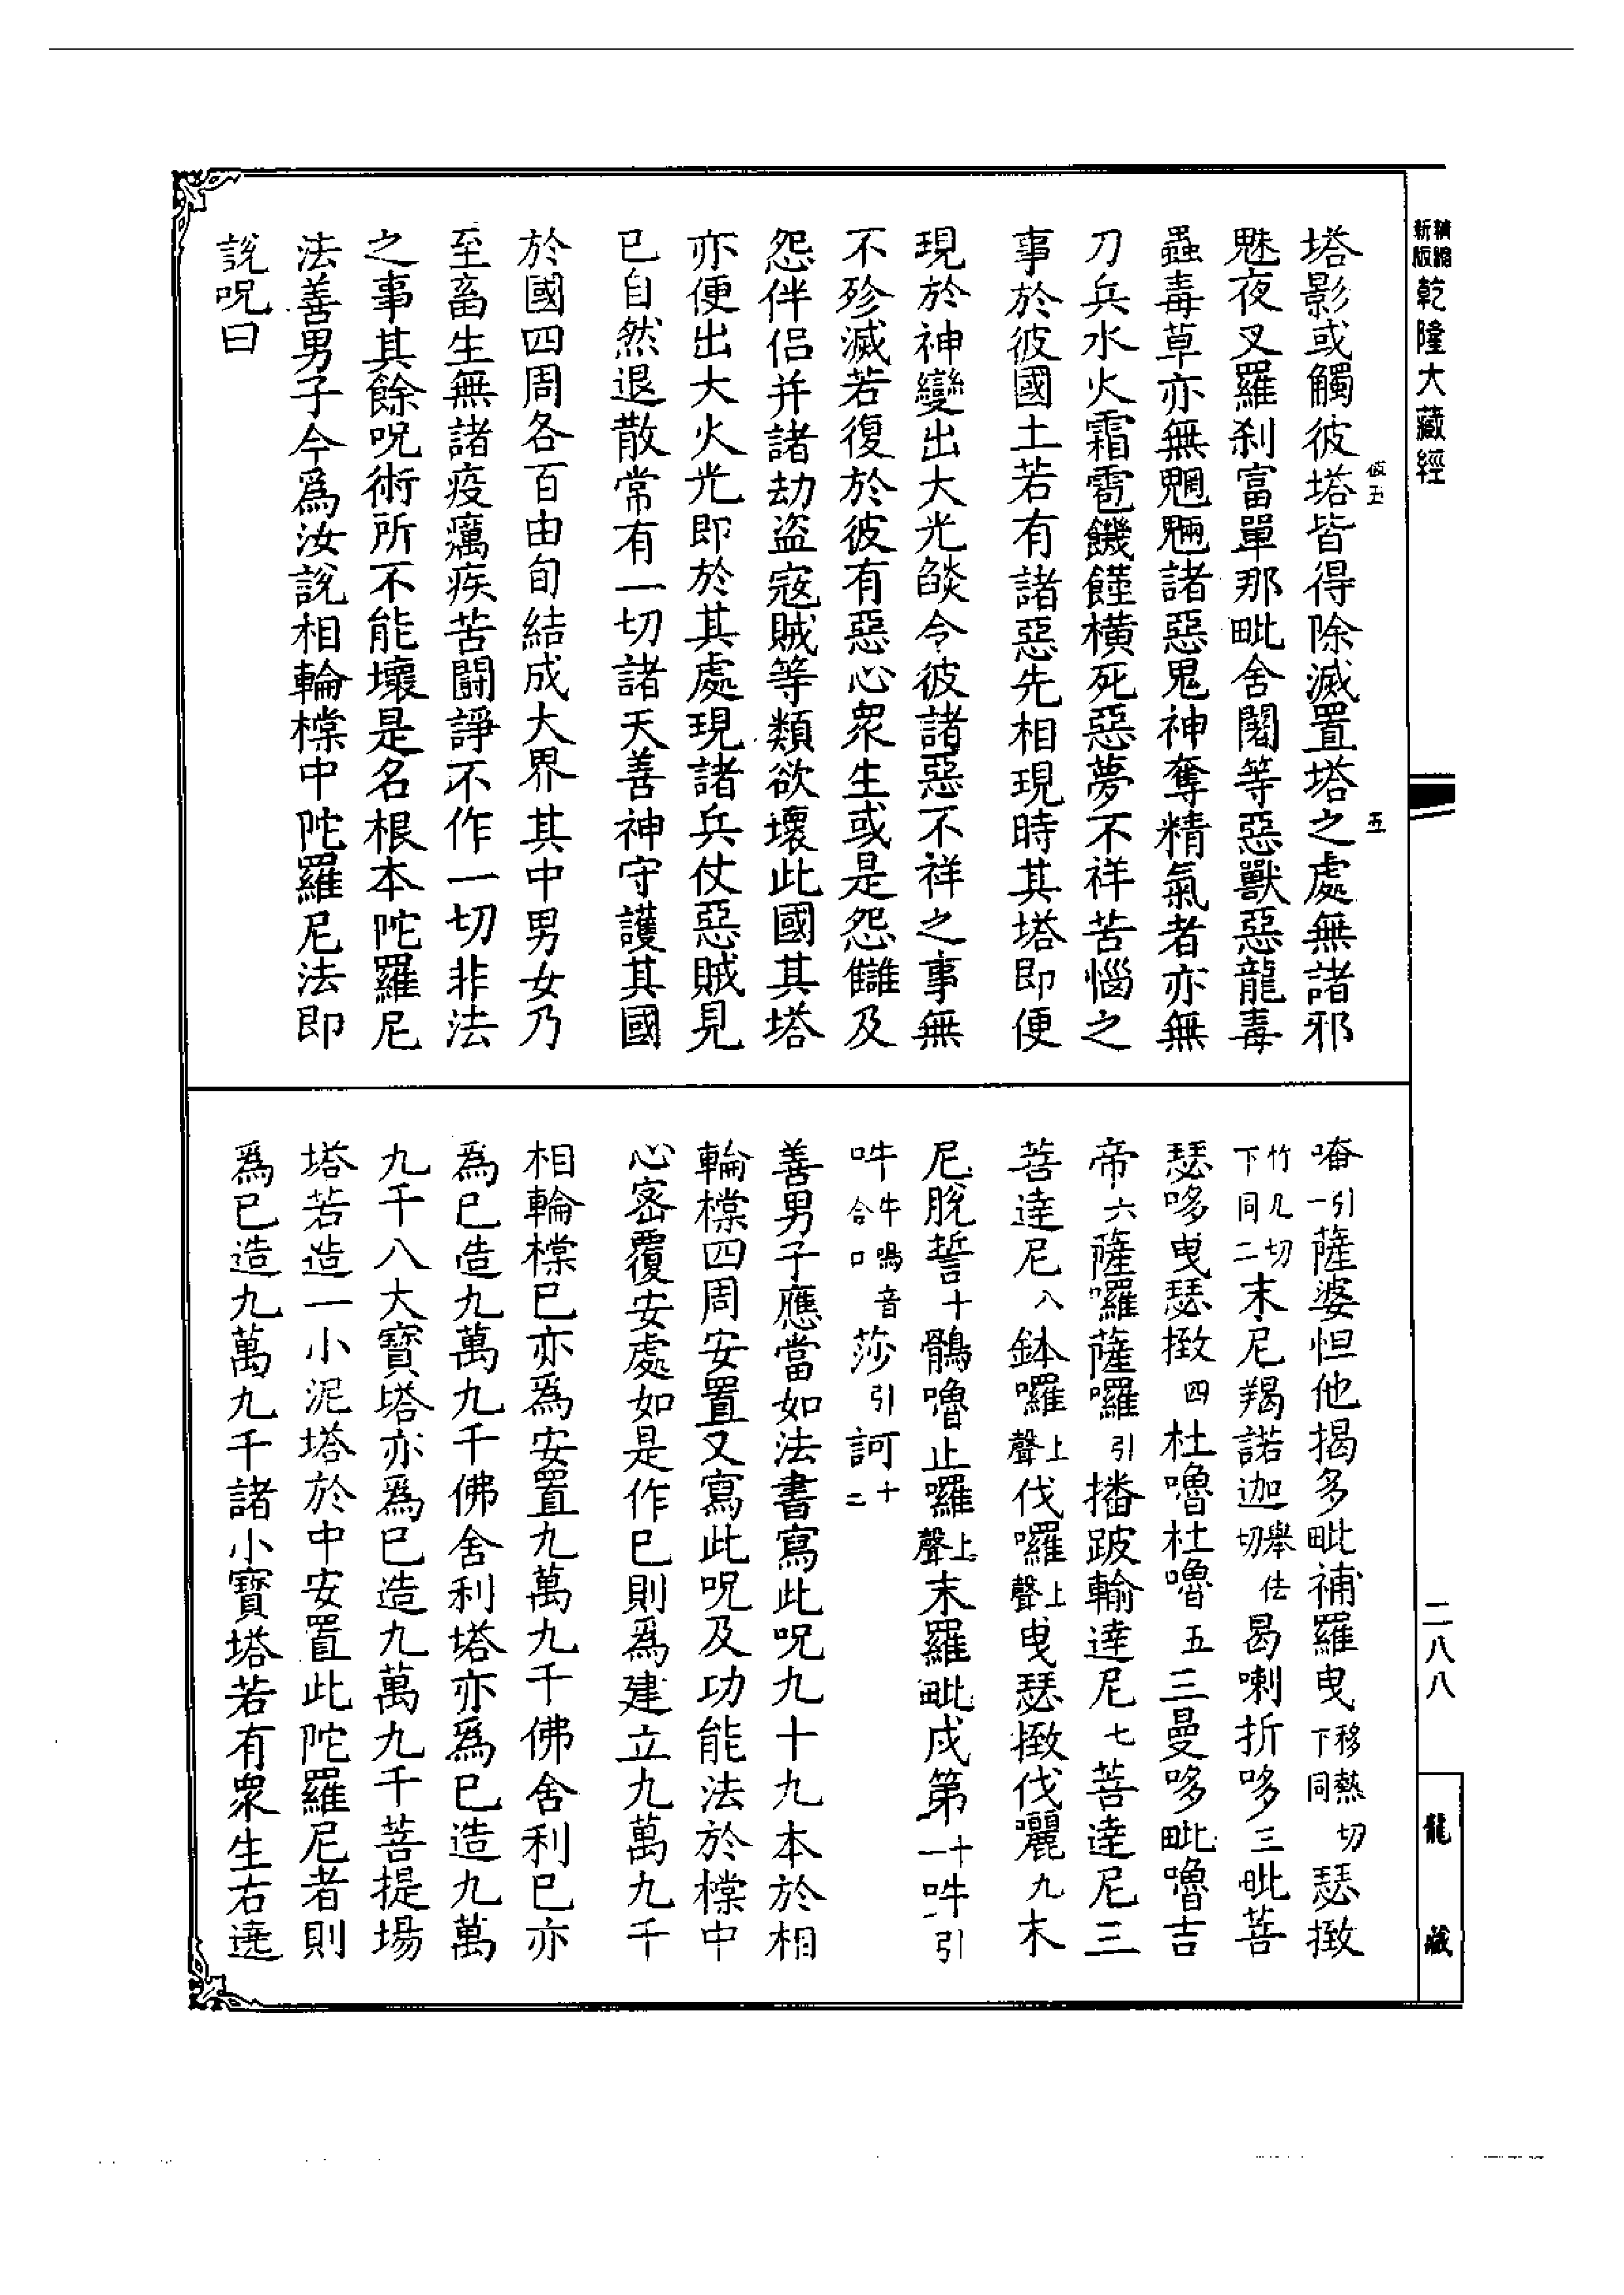 精縮新版 乾隆大藏經
五
塔影或觸彼塔皆得除滅置塔之處無諸邪
魅夜叉羅刹富單那毗舍闍等惡獸惡龍毒
蟲毒草亦無魍魎諸惡鬼神奪精氣者亦無
刀兵水火霜雹饑饉橫死惡夢不祥苦惱之
事於彼國土若有諸惡先相現時其塔即便
現於神變出大光燄令彼諸惡不祥之事無
不殄滅若復於彼有惡心衆生或是怨讎及
怨伴侶并諸劫盜寇賊等類欲壞此國其塔
亦便出大火光即於其處現諸兵仗惡賊見
已自然退散常有一切諸天善神守護其國
於國四周各百由旬結成大界其中男女乃
至畜生無諸疫癘疾苦鬪諍不作一切非法
之事其餘呪術所不能壞是名根本陀羅尼
法善男子今爲汝說相輪橖中陀羅尼法即
說呪曰
唵引一薩婆怛他揭多毗補羅曳移熱切下同瑟㨖
竹几切下同二末尼羯諾迦舉佉切曷喇折哆三毗菩
瑟哆曳瑟㨖四杜嚕杜嚕五三曼哆毗嚕吉
帝六薩囉薩囉引播跛輸達尼七菩達尼三
菩達尼八鉢囉上聲伐囉上聲曳瑟㨖伐囇九末
尼脫誓十鶻嚕止囉上聲末羅毗戍第十一吽引
吽牛鳴音合口莎引訶十二
善男子應當如法書寫此呪九十九本於相
輪橖四周安置又寫此呪及功能法於橖中
心密覆安處如是作已則爲建立九萬九千
相輪橖已亦爲安置九萬九千佛舍利已亦
爲已造九萬九千佛舍利塔亦爲已造九萬
九千八大寶塔亦爲已造九萬九千菩提場
塔若造一小泥塔於中安置此陀羅尼者則
爲已造九萬九千諸小寶塔若有衆生右遶
二八八
龍藏